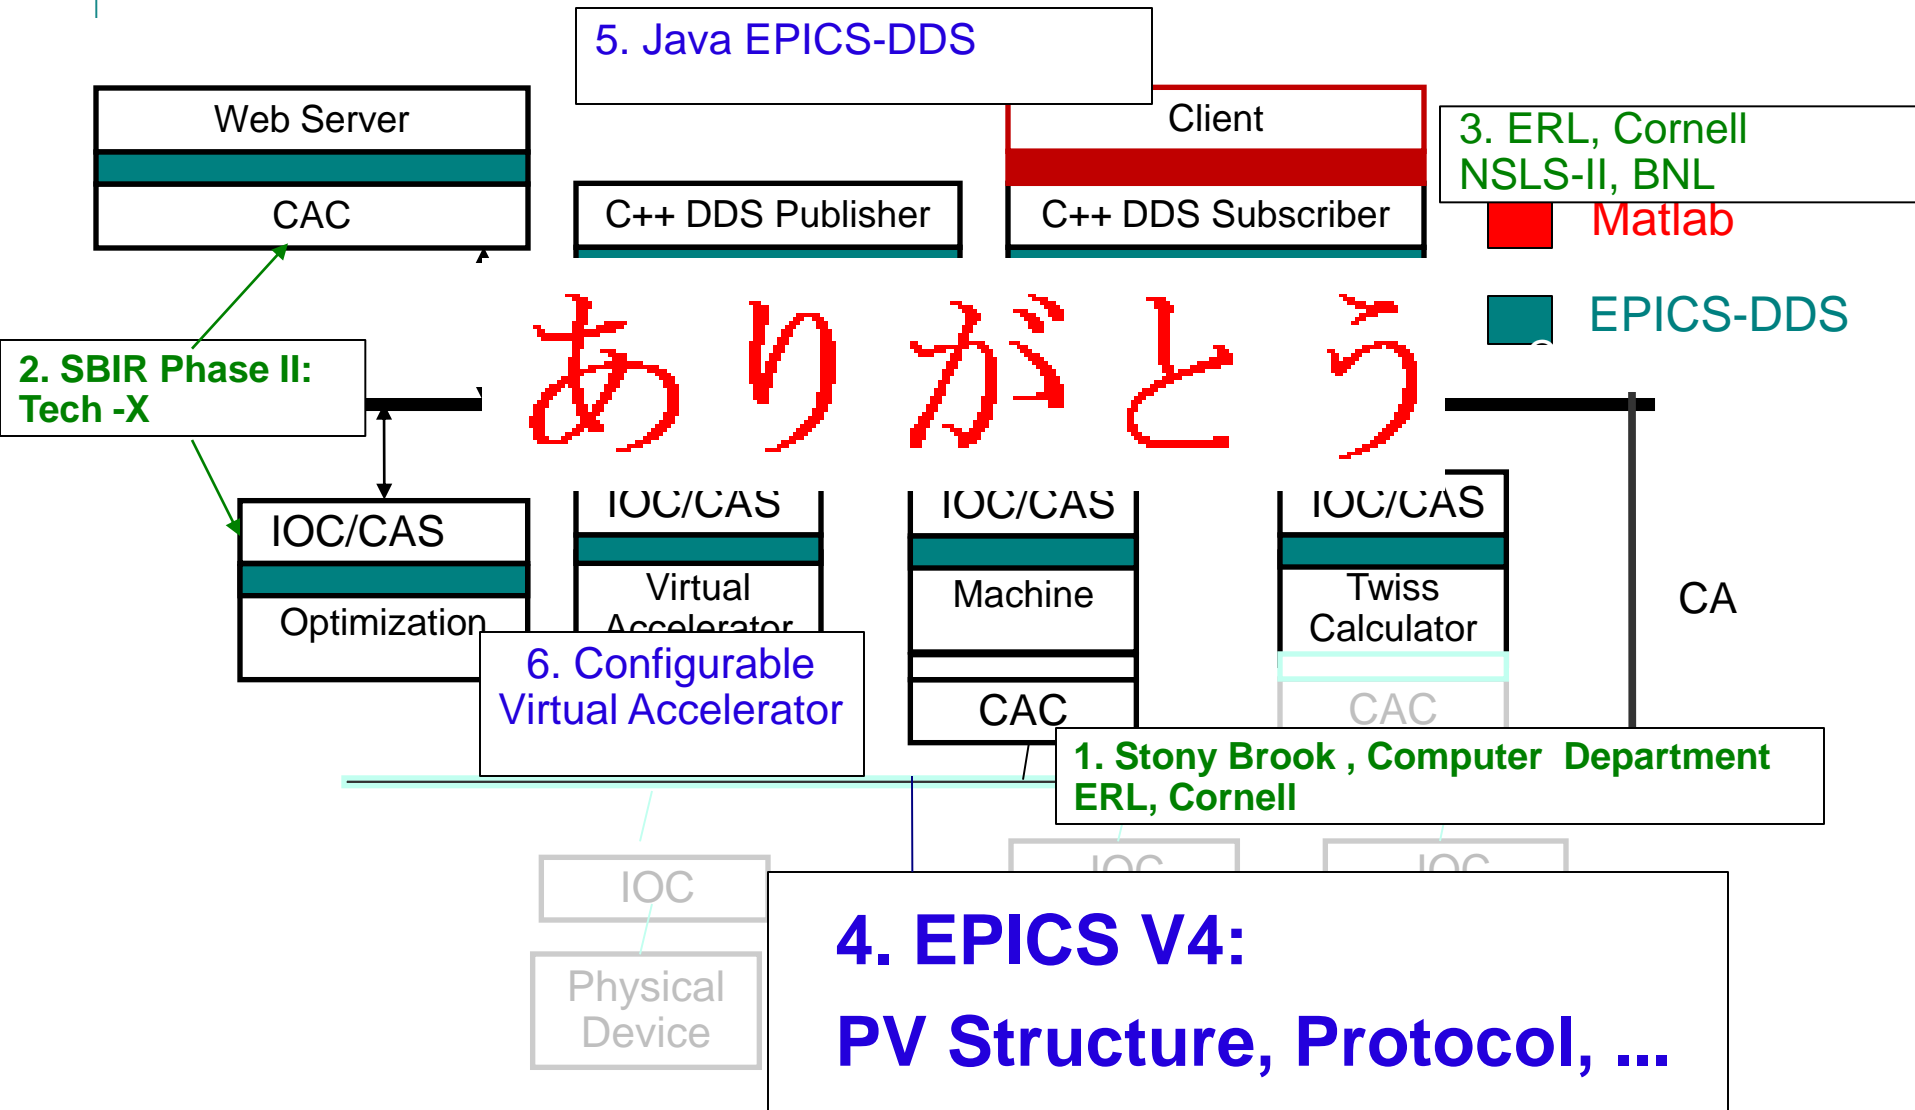 5. Java EPICS-DDS
Web Server
CAC
Client
C++ DDS Publisher
C++ DDS Subscriber
3. ERL, Cornell
NSLS-II, BNL
Matlab
EPICS-DDS
ありがとう
2. SBIR Phase II:
Tech -X
IOC/CAS
Optimization
IOC/CAS
Virtual
Accelerator
IOC/CAS
Machine
CAC
IOC/CAS
Twiss
Calculator
CAC
CA
6. Configurable
Virtual Accelerator
1. Stony Brook , Computer Department
ERL, Cornell
IOC
IOC
IOC
Physical
Device
4. EPICS V4:
PV Structure, Protocol, ...